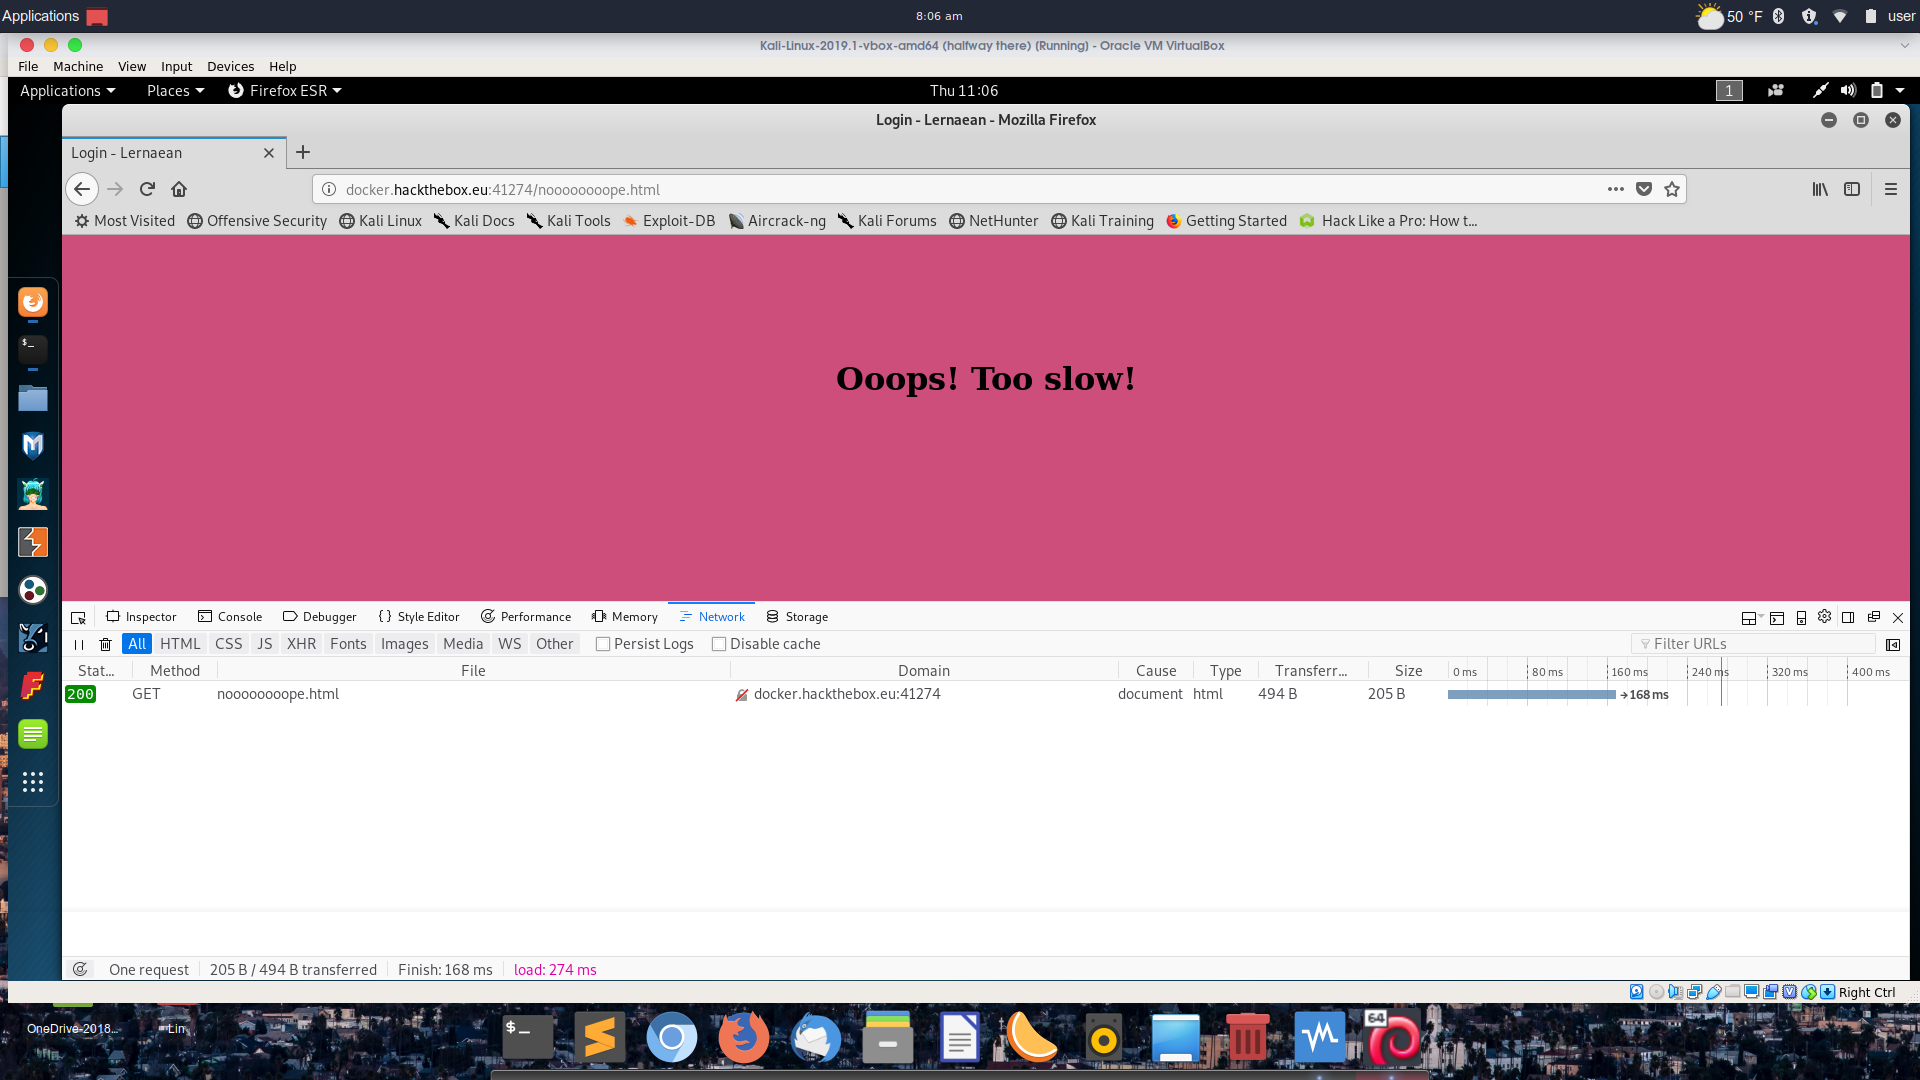 Applications
8:06 am
50 °F
user
Kali-Linux-2019.1-vbox-amd64 (halfway there) [Running] - Oracle VM VirtualBox
File Machine View Input Devices Help
Applications Places Firefox ESR
Thu 11:06
1
Login - Lernaean - Mozilla Firefox
Login - Lernaean
docker.hackthebox.eu:41274/noooooooope.html
Most Visited Offensive Security Kali Linux Kali Docs Kali Tools Exploit-DB Aircrack-ng Kali Forums NetHunter Kali Training Getting Started Hack Like a Pro: How t...
Ooops! Too slow!
Inspector Console Debugger Style Editor Performance Memory Network Storage
All HTML CSS JS XHR Fonts Images Media WS Other Persist Logs Disable cache Filter URLs
Stat... Method File Domain Cause Type Transferr... Size 0 ms 80 ms 160 ms 240 ms 320 ms 400 ms
200 GET noooooooope.html docker.hackthebox.eu:41274 document html 494 B 205 B → 168 ms
One request 205 B / 494 B transferred Finish: 168 ms load: 274 ms
Right Ctrl
OneDrive-2018... Lin
$_
64